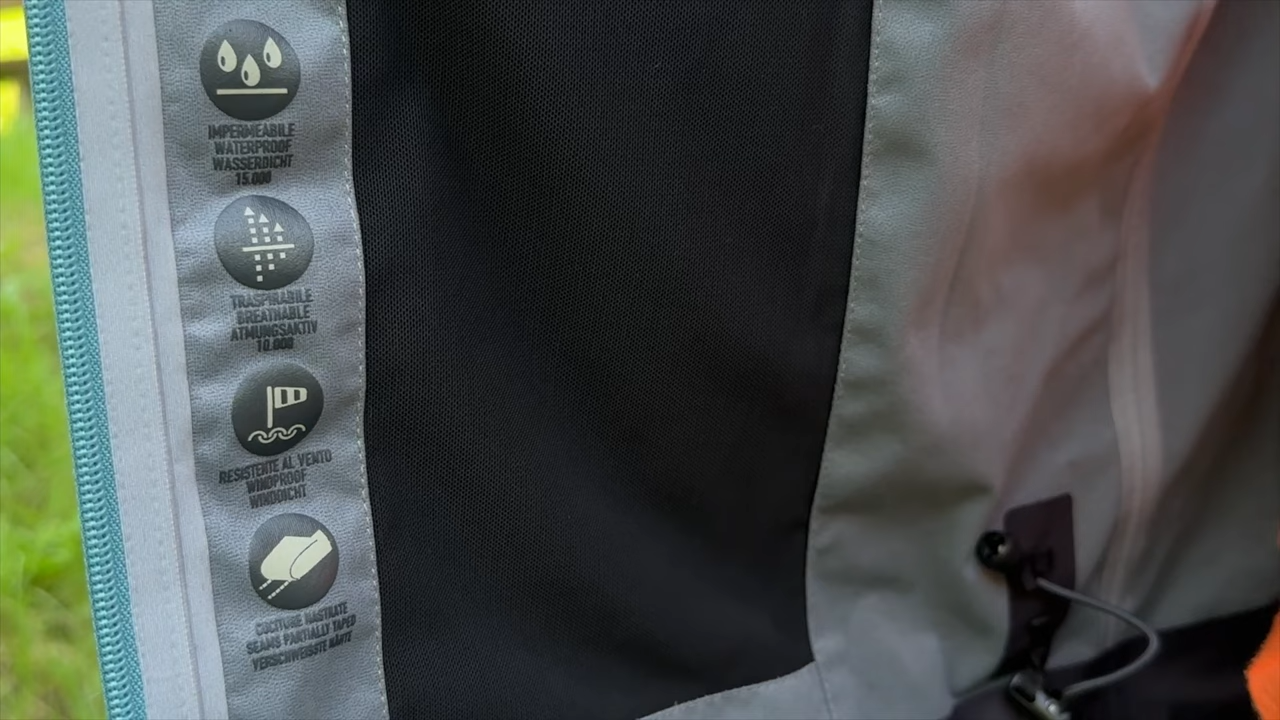 IMPERMEABILE
WATERPROOF
WASSERDICHT
15.000
TRASPIRABILE
BREATHABLE
ATMUNGSAKTIV
10.000
RESISTENTE AL VENTO
WINDPROOF
WINDDICHT
CUCITURE NASTRATE
SEAMS PARTIALLY TAPED
VERSCHWEISSTE NÄHTE